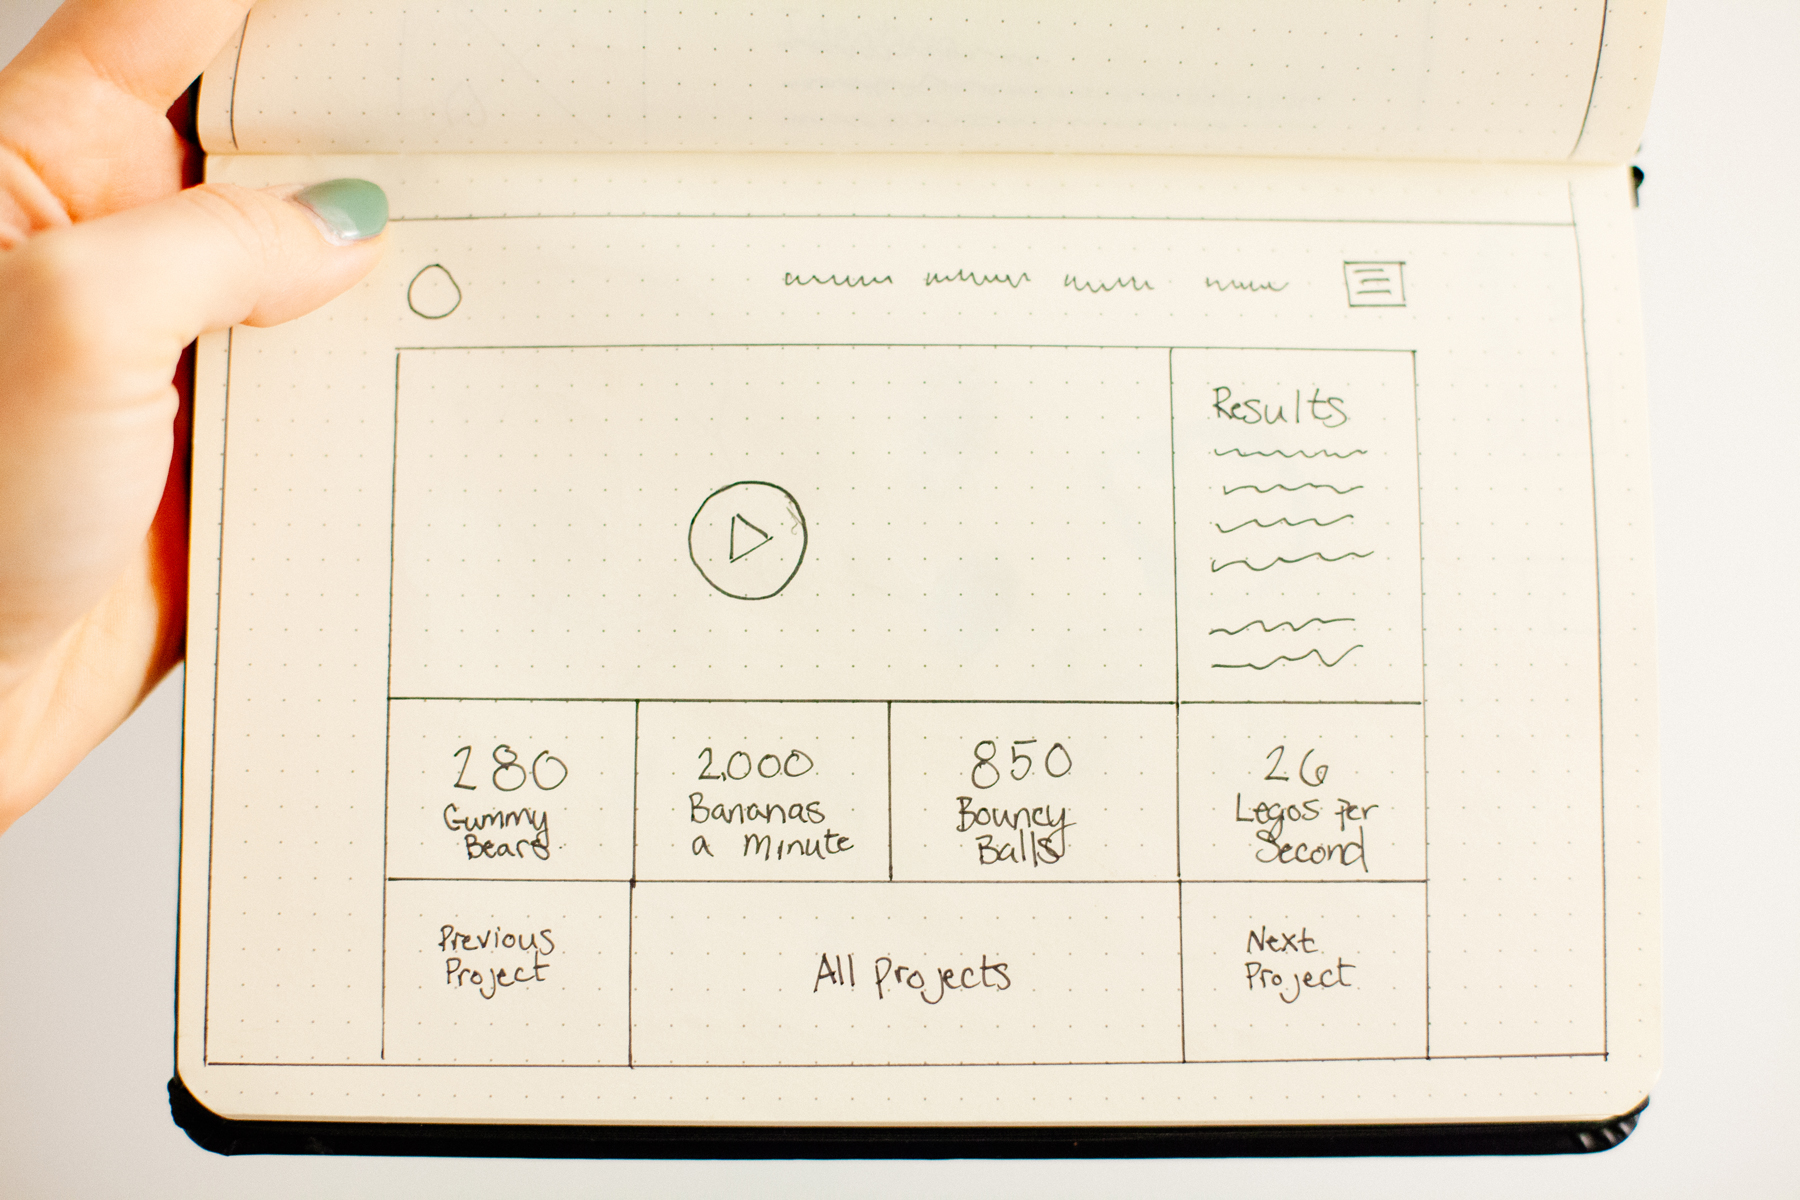 Results
280
Gummy
Bears
2,000
Bananas
a Minute
850
Bouncy
Balls
26
Legos per
Second
Previous
Project
All Projects
Next
Project